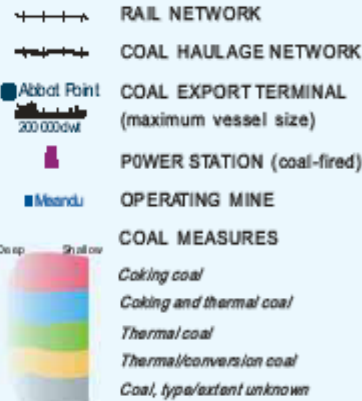 RAIL NETWORK
COAL HAULAGE NETWORK
Abbot Point COAL EXPORT TERMINAL
200 000dwt (maximum vessel size)
POWER STATION (coal-fired)
Meandu OPERATING MINE
COAL MEASURES
Deep Shallow
Coking coal
Coking and thermal coal
Thermal coal
Thermal/conversion coal
Coal, type/extent unknown